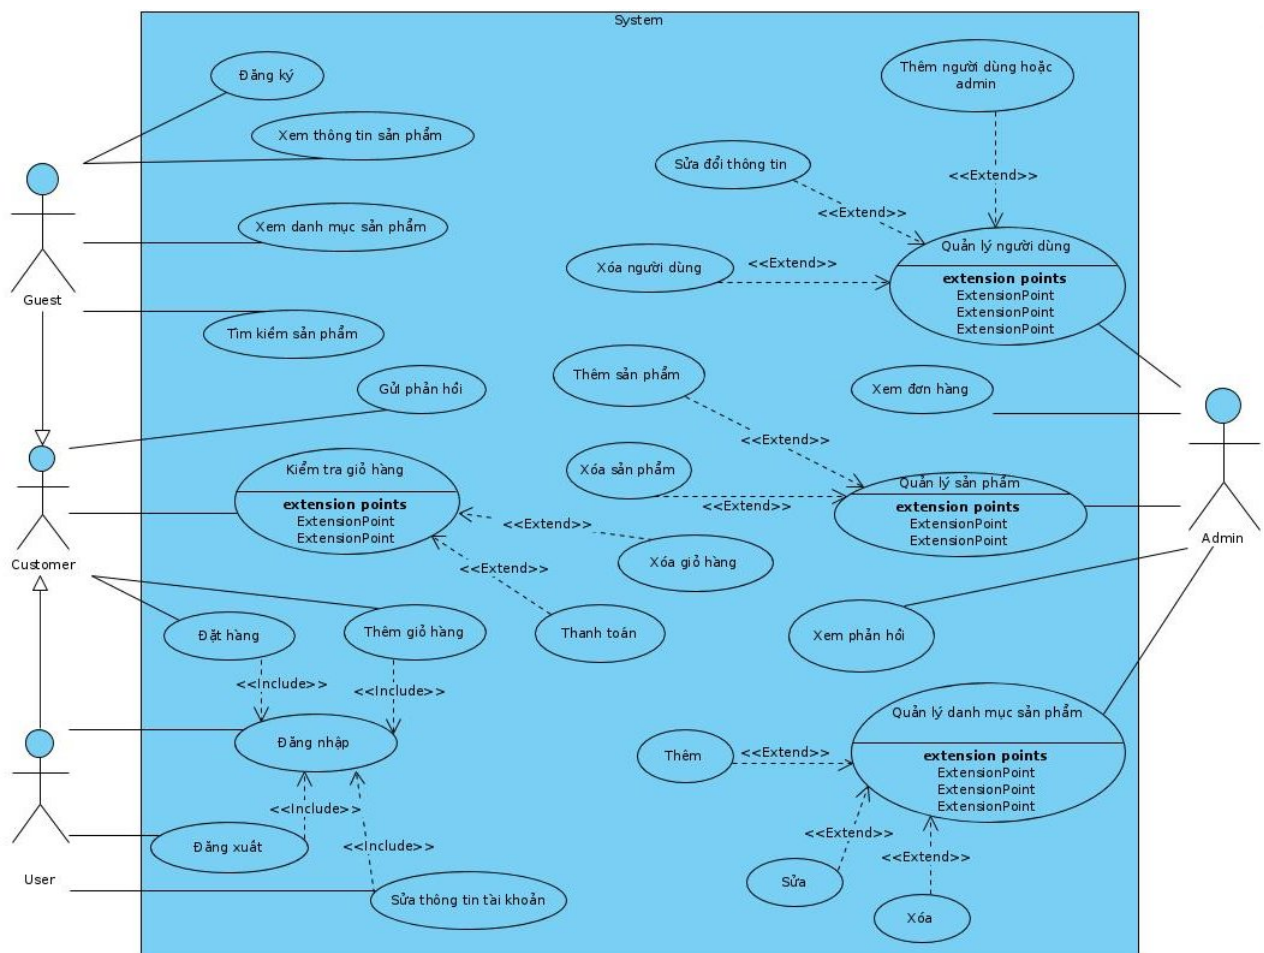 System
Đăng ký
Thêm người dùng hoặc
admin
Xem thông tin sản phẩm
Sửa đổi thông tin
<<Extend>>
<<Extend>>
Xem danh mục sản phẩm
Quản lý người dùng
Xóa người dùng
<<Extend>>
extension points
ExtensionPoint
ExtensionPoint
ExtensionPoint
Guest
Tìm kiếm sản phẩm
Thêm sản phẩm
Gửi phản hồi
Xem đơn hàng
<<Extend>>
Kiểm tra giỏ hàng
extension points
ExtensionPoint
ExtensionPoint
Xóa sản phẩm
Quản lý sản phẩm
extension points
ExtensionPoint
ExtensionPoint
<<Extend>>
<<Extend>>
Admin
Customer
Xóa giỏ hàng
<<Extend>>
Đặt hàng
Thêm giỏ hàng
Thanh toán
Xem phản hồi
<<Include>>
<<Include>>
Quản lý danh mục sản phẩm
extension points
ExtensionPoint
ExtensionPoint
ExtensionPoint
Đăng nhập
Thêm
<<Extend>>
<<Include>>
<<Extend>>
Đăng xuất
<<Include>>
<<Extend>>
User
Sửa
Sửa thông tin tài khoản
Xóa